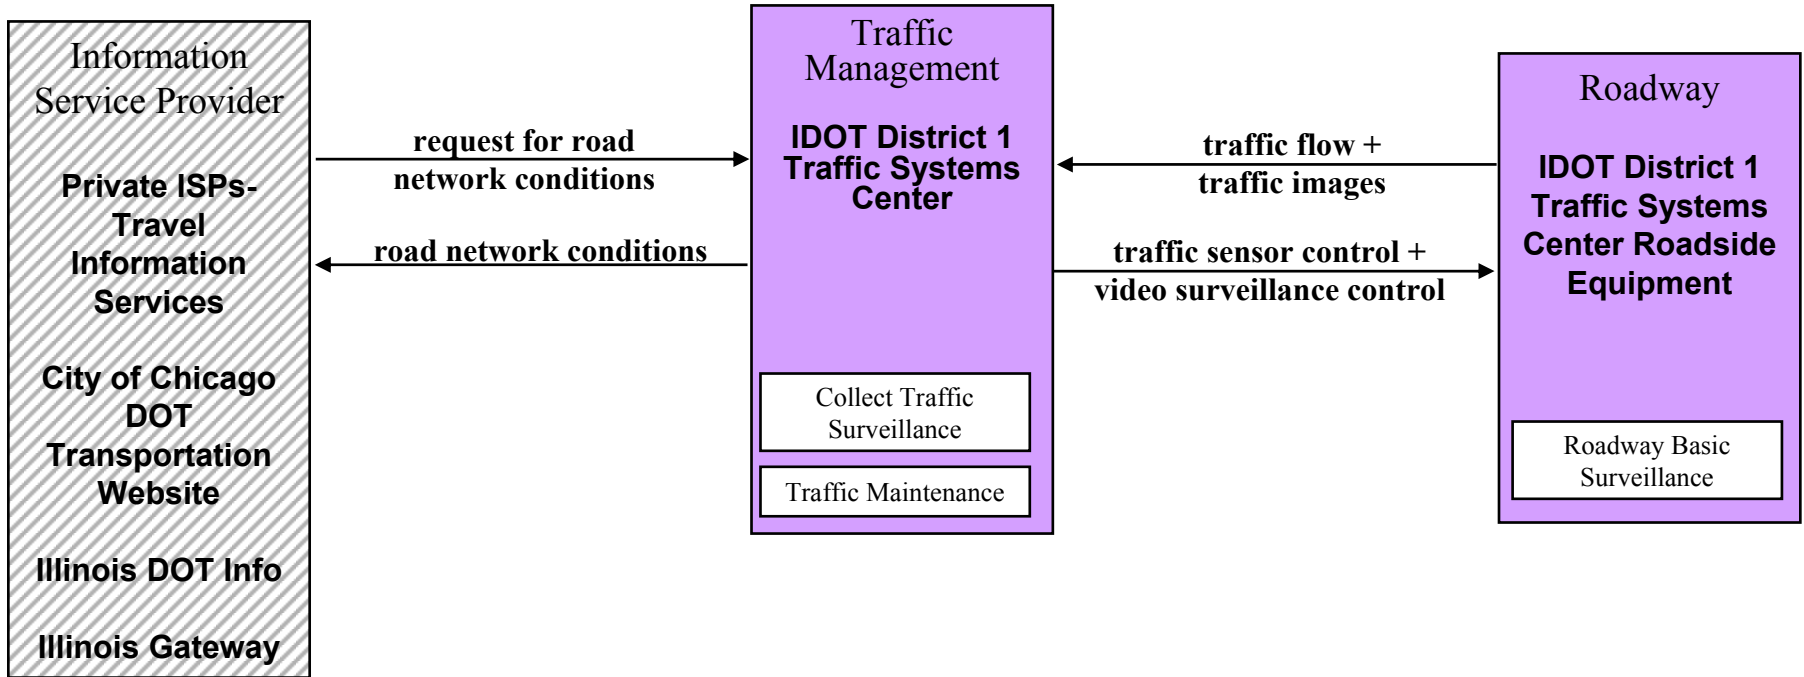 Information
Service Provider
Private ISPs-
Travel
Information
Services
City of Chicago
DOT
Transportation
Website
Illinois DOT Info
Illinois Gateway
request for road
network conditions
road network conditions
Traffic
Management
IDOT District 1
Traffic Systems
Center
Collect Traffic
Surveillance
Traffic Maintenance
traffic flow +
traffic images
traffic sensor control +
video surveillance control
Roadway
IDOT District 1
Traffic Systems
Center Roadside
Equipment
Roadway Basic
Surveillance